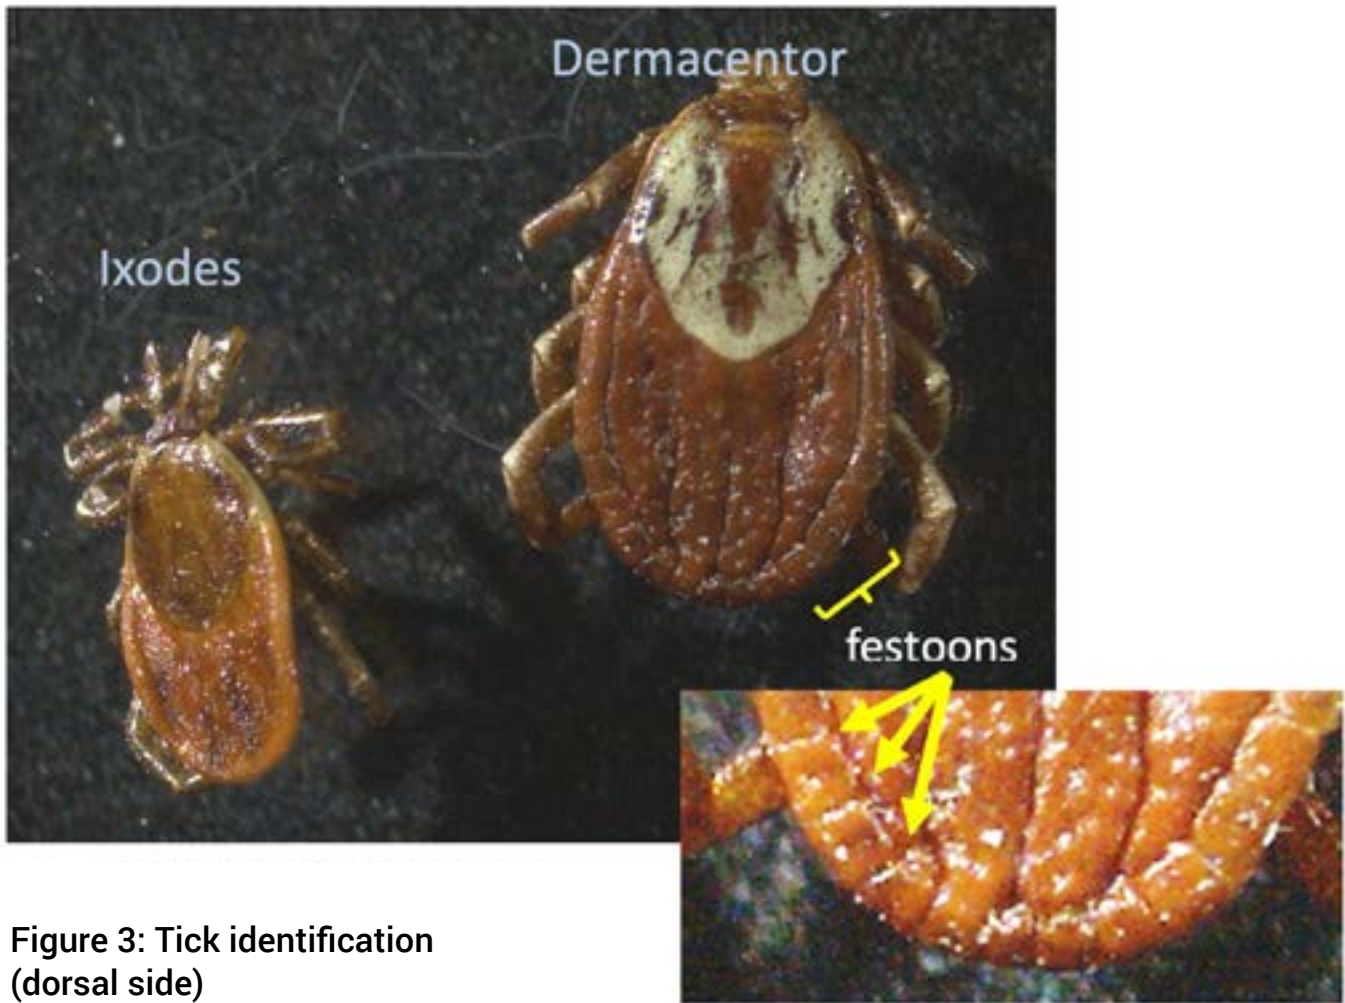 Dermacentor
Ixodes
festoons
Figure 3: Tick identification
(dorsal side)